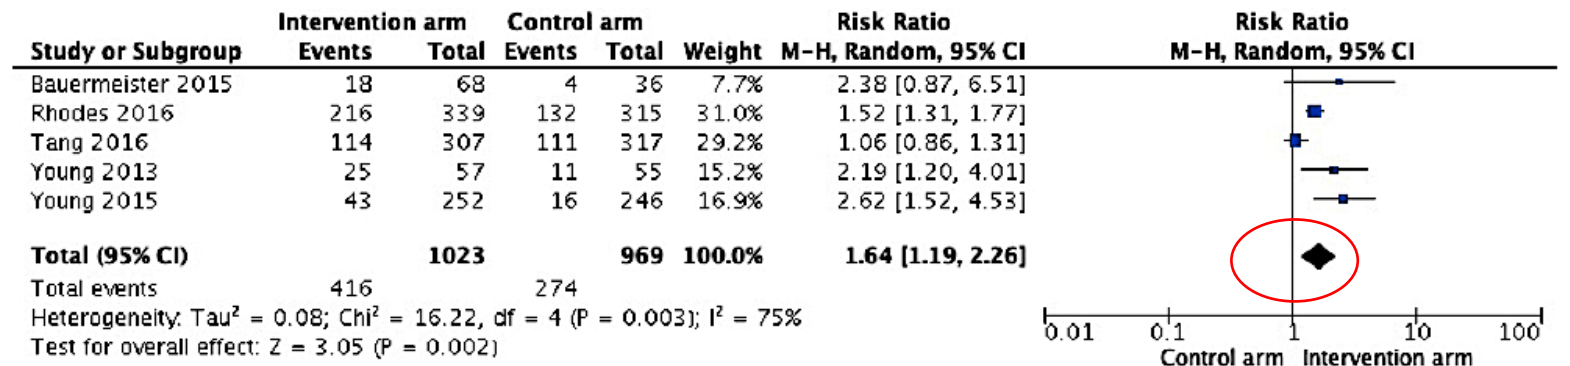 Intervention arm Control arm Risk Ratio Risk Ratio
Study or Subgroup Events Total Events Total Weight M-H, Random, 95% CI M-H, Random, 95% CI
Bauermeister 2015 18 68 4 36 7.7% 2.38 [0.87, 6.51]
Rhodes 2016 216 339 132 315 31.0% 1.52 [1.31, 1.77]
Tang 2016 114 307 111 317 29.2% 1.06 [0.86, 1.31]
Young 2013 25 57 11 55 15.2% 2.19 [1.20, 4.01]
Young 2015 43 252 16 246 16.9% 2.62 [1.52, 4.53]
Total (95% CI) 1023 969 100.0% 1.64 [1.19, 2.26]
Total events 416 274
Heterogeneity: Tau² = 0.08; Chi² = 16.22, df = 4 (P = 0.003); I² = 75%
Test for overall effect: Z = 3.05 (P = 0.002)
0.01 0.1 1 10 100
Control arm Intervention arm